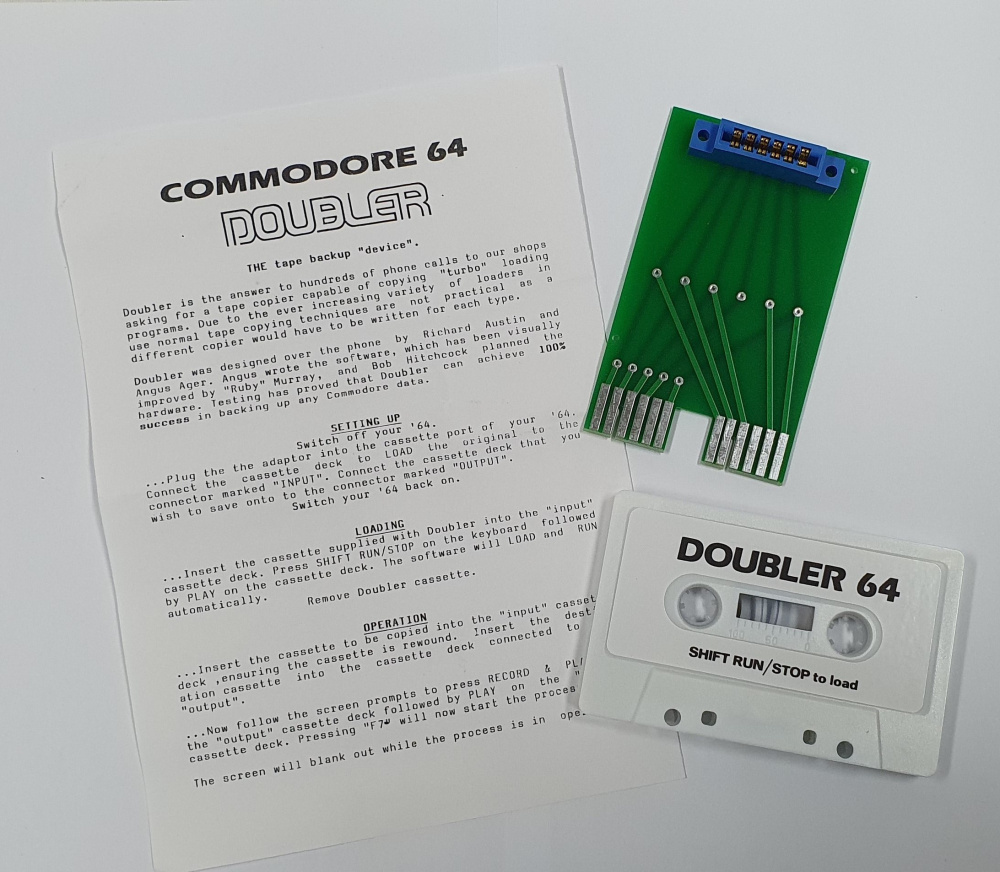 COMMODORE 64
DOUBLER
THE tape backup "device".
Doubler is the answer to hundreds of phone calls to our shops
asking for a tape copier capable of copying "turbo" loading
programs. Due to the ever increasing variety of loaders in
use normal tape copying techniques are not practical as a
different copier would have to be written for each type.
Doubler was designed over the phone by Richard Austin and
Angus Ager. Angus wrote the software, which has been visually
improved by "Ruby" Murray, and Bob Hitchcock planned the
hardware. Testing has proved that Doubler can achieve 100%
success in backing up any Commodore data.
SETTING UP
Switch off your '64.
...Plug the the adaptor into the cassette port of your '64.
Connect the cassette deck to LOAD the original to the
connector marked "INPUT". Connect the cassette deck that you
wish to save onto to the connector marked "OUTPUT".
Switch your '64 back on.
LOADING
...Insert the cassette supplied with Doubler into the "input"
cassette deck. Press SHIFT RUN/STOP on the keyboard followed
by PLAY on the cassette deck. The software will LOAD and RUN
automatically.
Remove Doubler cassette.
OPERATION
...Insert the cassette to be copied into the "input"
deck ,ensuring the cassette is rewound. Insert the
ation cassette into the cassette deck connected to
"output".
...Now follow the screen prompts to press RECORD &
the "output" cassette deck followed by PLAY on the
cassette deck. Pressing "F7" will now start the
The screen will blank out while the process is in
DOUBLER 64
100 50 0
SHIFT RUN/STOP to load